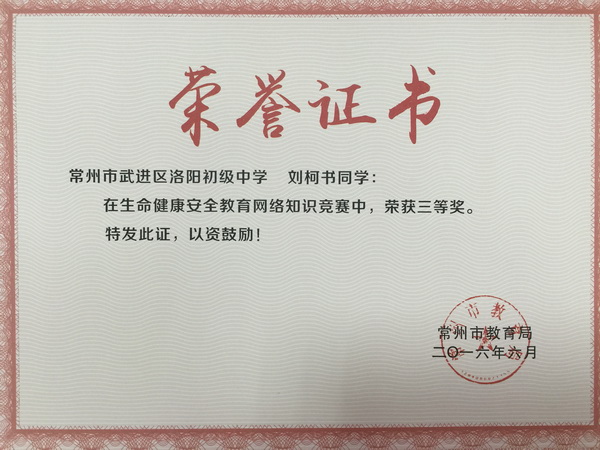 荣誉证书
常州市武进区洛阳初级中学 刘柯书同学：
在生命健康安全教育网络知识竞赛中，荣获三等奖。
特发此证，以资鼓励！
常州市教育局
二〇一六年六月